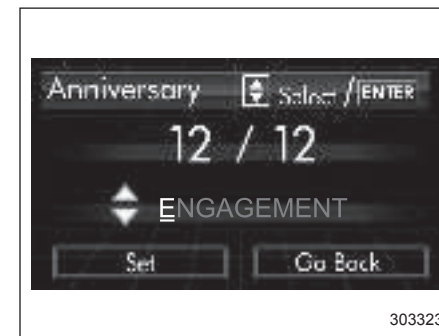 Anniversary Select / ENTER
12 / 12
ENGAGEMENT
Set Go Back
303323